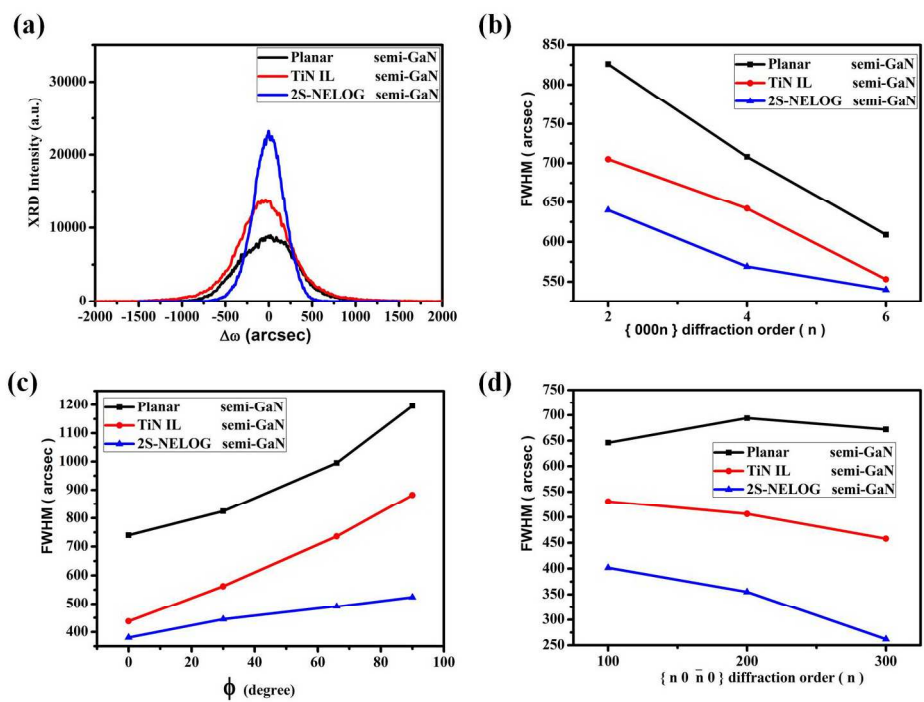 (a)
Planar semi-GaN
TiN IL semi-GaN
2S-NELOG semi-GaN
XRD Intensity (a.u.)
30000
20000
10000
0
-2000 -1500 -1000 -500 0 500 1000 1500 2000
Δω (arcsec)
(b)
Planar semi-GaN
TiN IL semi-GaN
2S-NELOG semi-GaN
FWHM ( arcsec)
850
800
750
700
650
600
550
2 4 6
{ 000n } diffraction order ( n )
(c)
Planar semi-GaN
TiN IL semi-GaN
2S-NELOG semi-GaN
FWHM ( arcsec)
1200
1100
1000
900
800
700
600
500
400
0 20 40 60 80 100
ϕ (degree)
(d)
Planar semi-GaN
TiN IL semi-GaN
2S-NELOG semi-GaN
FWHM ( arcsec)
750
700
650
600
550
500
450
400
350
300
250
100 200 300
{ n 0 n̄ 0 } diffraction order ( n )